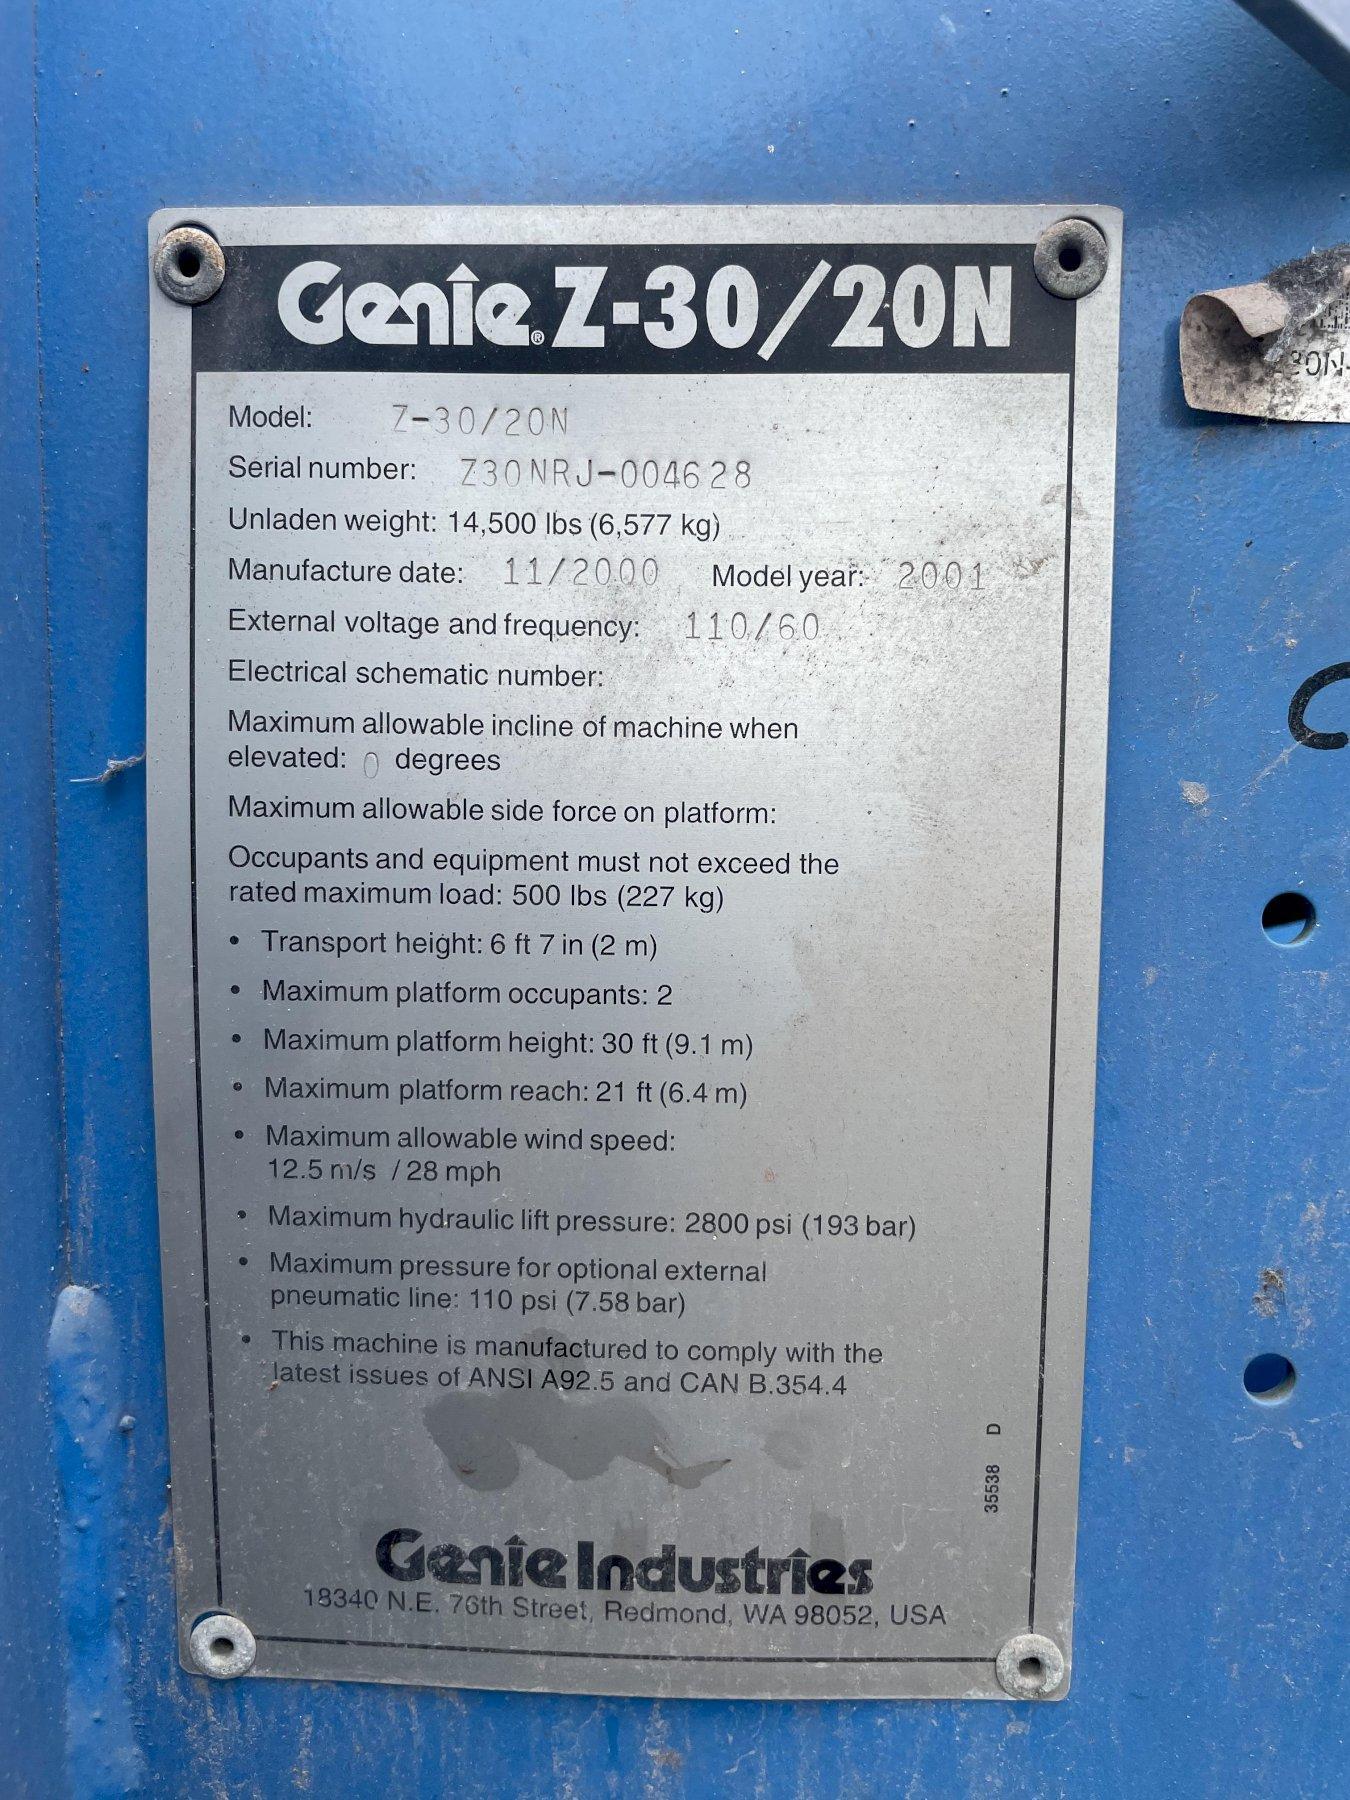 Genie® Z-30/20N
Model: Z-30/20N
Serial number: Z30NRJ-004628
Unladen weight: 14,500 lbs (6,577 kg)
Manufacture date: 11/2000 Model year: 2001
External voltage and frequency: 110/60
Electrical schematic number:
Maximum allowable incline of machine when
elevated: 0 degrees
Maximum allowable side force on platform:
Occupants and equipment must not exceed the
rated maximum load: 500 lbs (227 kg)
• Transport height: 6 ft 7 in (2 m)
• Maximum platform occupants: 2
• Maximum platform height: 30 ft (9.1 m)
• Maximum platform reach: 21 ft (6.4 m)
• Maximum allowable wind speed:
12.5 m/s / 28 mph
• Maximum hydraulic lift pressure: 2800 psi (193 bar)
• Maximum pressure for optional external
pneumatic line: 110 psi (7.58 bar)
• This machine is manufactured to comply with the
latest issues of ANSI A92.5 and CAN B.354.4
35538 D
Genie Industries
18340 N.E. 76th Street, Redmond, WA 98052, USA